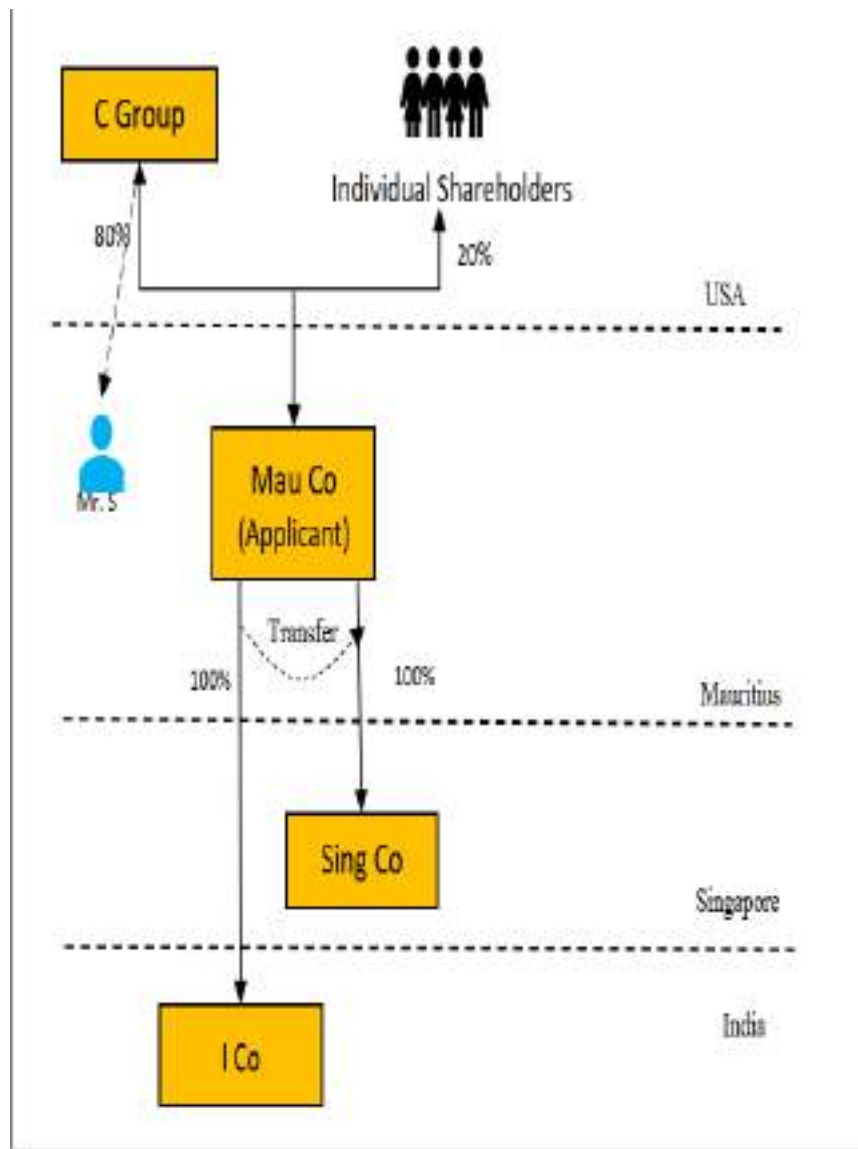 C Group
Individual Shareholders
80%
20%
USA
Mr. S
Mau Co
(Applicant)
Transfer
100%
100%
Mauritius
Sing Co
Singapore
India
I Co